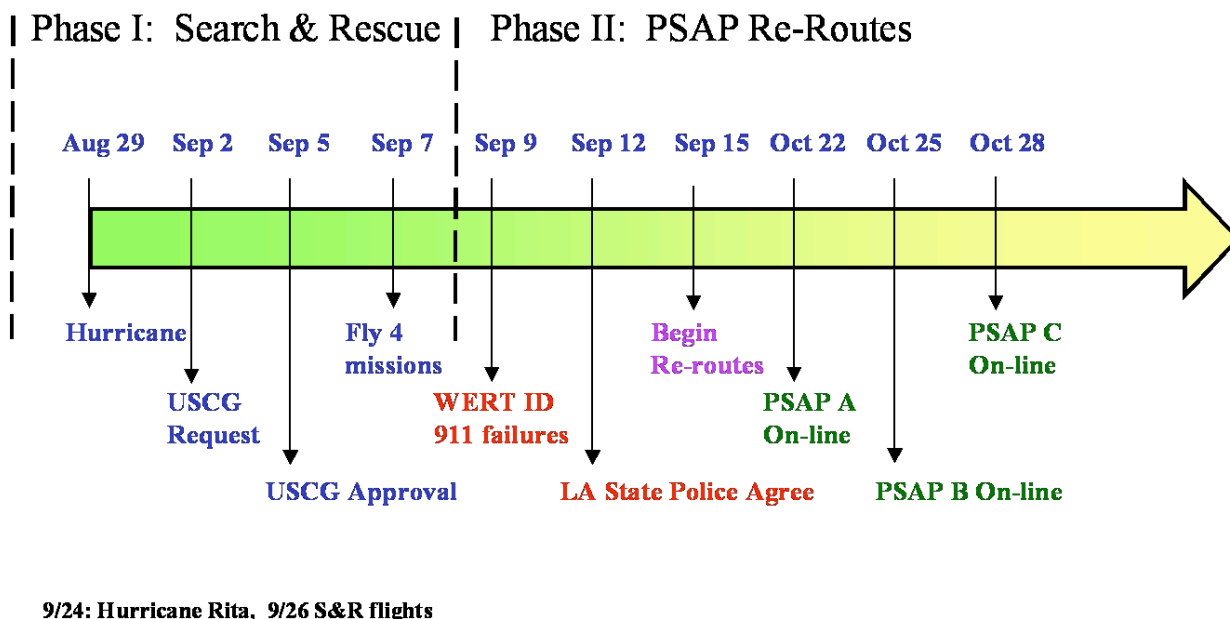 Phase I: Search & Rescue
Phase II: PSAP Re-Routes
Aug 29
Sep 2
Sep 5
Sep 7
Sep 9
Sep 12
Sep 15
Oct 22
Oct 25
Oct 28
Hurricane
Fly 4
missions
Begin
Re-routes
PSAP C
On-line
USCG
Request
WERT ID
911 failures
PSAP A
On-line
USCG Approval
LA State Police Agree
PSAP B On-line
9/24: Hurricane Rita, 9/26 S&R flights